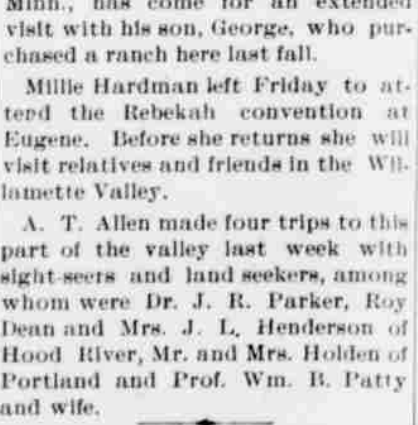 Minn., has come for an extended
visit with his son, George, who pur-
chased a ranch here last fall.
Millie Hardman left Friday to at-
tend the Rebekah convention at
Eugene. Before she returns she will
visit relatives and friends in the Wil-
lamette Valley.
A. T. Allen made four trips to this
part of the valley last week with
sight-seers and land seekers, among
whom were Dr. J. R. Parker, Roy
Dean and Mrs. J. L. Henderson of
Hood River, Mr. and Mrs. Holden of
Portland and Prof. Wm. B. Patty
and wife.